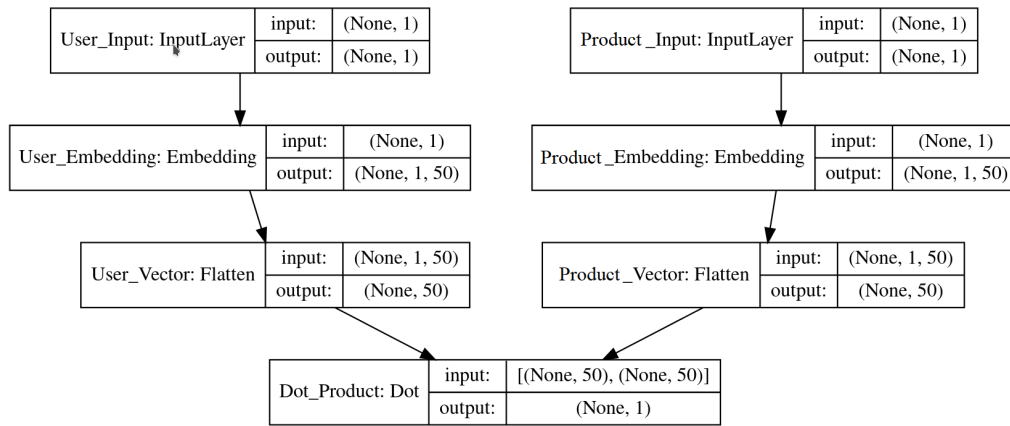 User_Input: InputLayer
input: (None, 1)
output: (None, 1)
Product _Input: InputLayer
input: (None, 1)
output: (None, 1)
User_Embedding: Embedding
input: (None, 1)
output: (None, 1, 50)
Product _Embedding: Embedding
input: (None, 1)
output: (None, 1, 50)
User_Vector: Flatten
input: (None, 1, 50)
output: (None, 50)
Product _Vector: Flatten
input: (None, 1, 50)
output: (None, 50)
Dot_Product: Dot
input: [(None, 50), (None, 50)]
output: (None, 1)